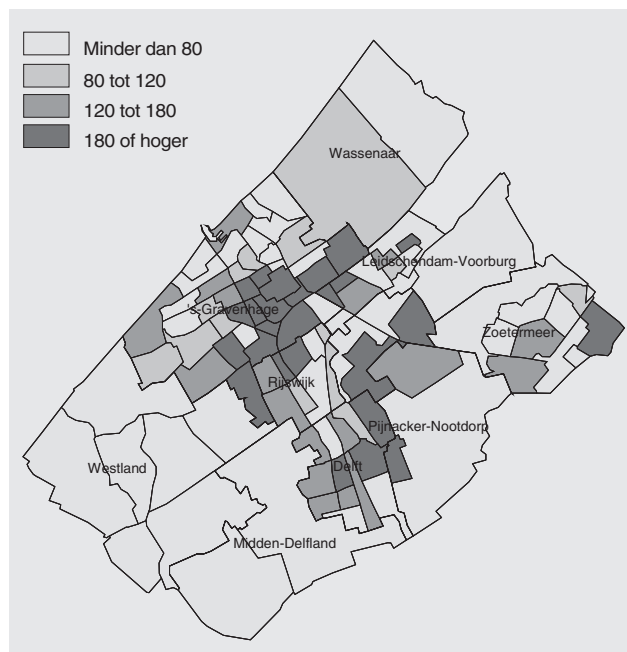 Minder dan 80
80 tot 120
120 tot 180
180 of hoger
Wassenaar
Leidschendam-Voorburg
's-Gravenhage
Zoetermeer
Rijswijk
Pijnacker-Nootdorp
Westland
Delft
Midden-Delfland